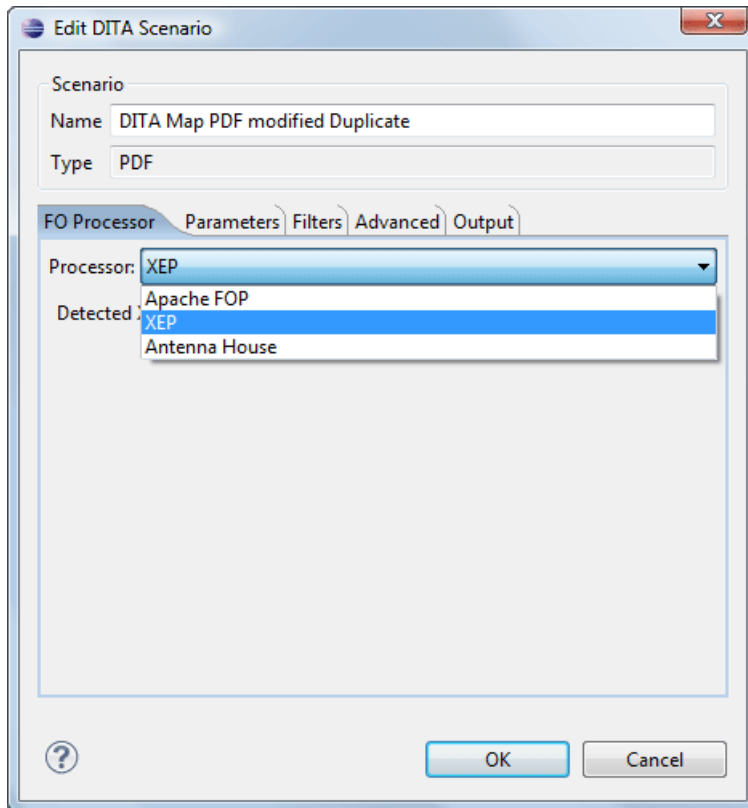 Edit DITA Scenario
Scenario
Name DITA Map PDF modified Duplicate
Type PDF
FO Processor Parameters Filters Advanced Output
Processor: XEP
Apache FOP
Detected
XEP
Antenna House
OK Cancel